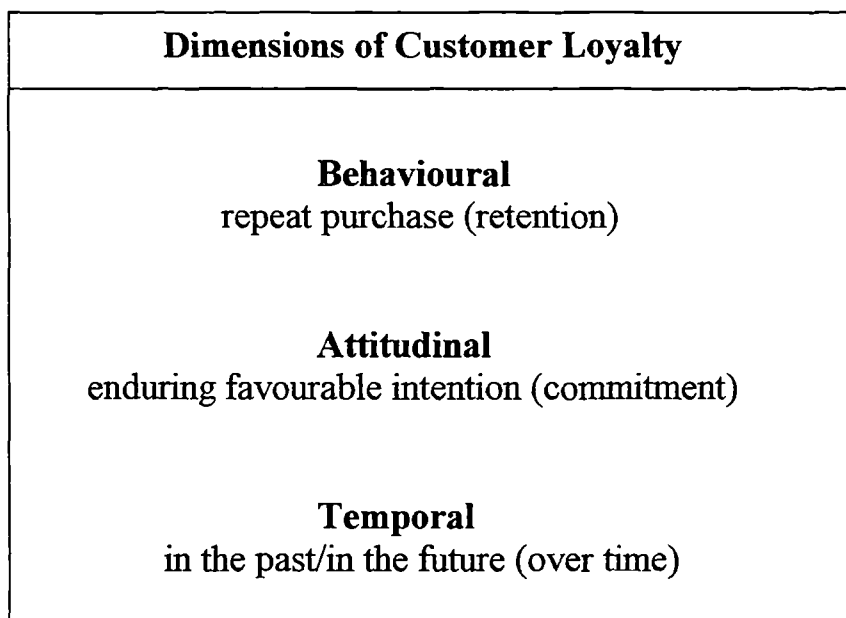 Dimensions of Customer Loyalty
Behavioural
repeat purchase (retention)
Attitudinal
enduring favourable intention (commitment)
Temporal
in the past/in the future (over time)